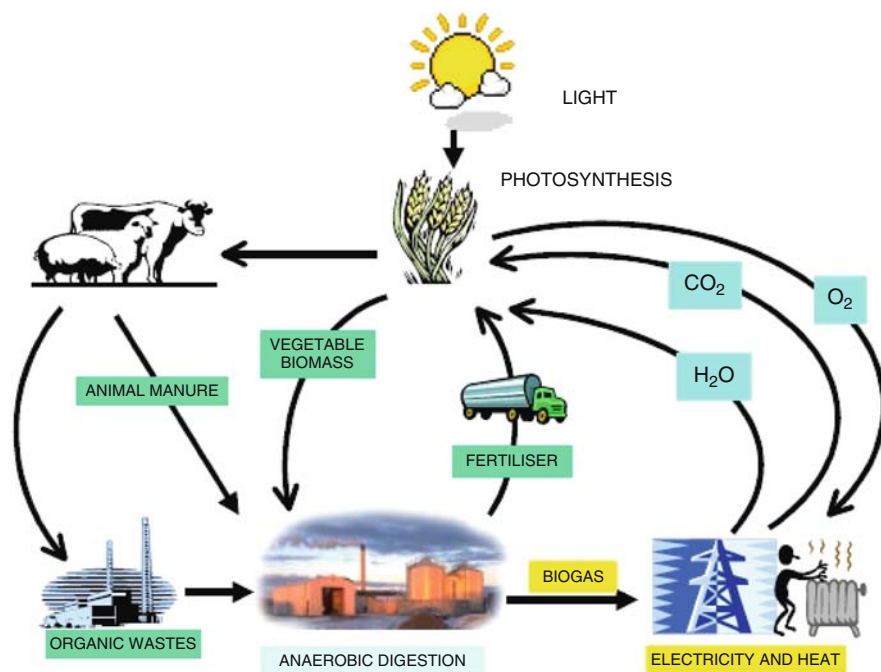 LIGHT
PHOTOSYNTHESIS
CO₂
O₂
VEGETABLE
BIOMASS
H₂O
ANIMAL MANURE
FERTILISER
BIOGAS
ORGANIC WASTES
ANAEROBIC DIGESTION
ELECTRICITY AND HEAT